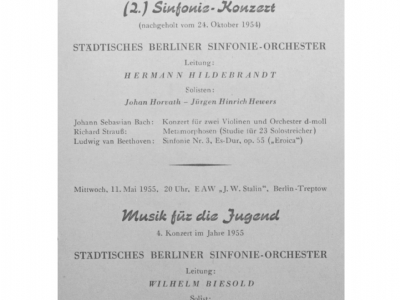 (2.) Sinfonie-Konzert
(nachgeholt vom 24. Oktober 1954)
STÄDTISCHES BERLINER SINFONIE-ORCHESTER
Leitung:
HERMANN HILDEBRANDT
Solisten:
Johan Horvath – Jürgen Hinrich Hewers
Johann Sebastian Bach: Konzert für zwei Violinen und Orchester d-moll
Richard Strauß: Metamorphosen (Studie für 23 Solostreicher)
Ludwig van Beethoven: Sinfonie Nr. 3, Es-Dur, op. 55 („Eroica“)
Mittwoch, 11. Mai 1955, 20 Uhr, EAW „J. W. Stalin“, Berlin-Treptow
Musik für die Jugend
4. Konzert im Jahre 1955
STÄDTISCHES BERLINER SINFONIE-ORCHESTER
Leitung:
WILHELM BIESOLD
Solist: